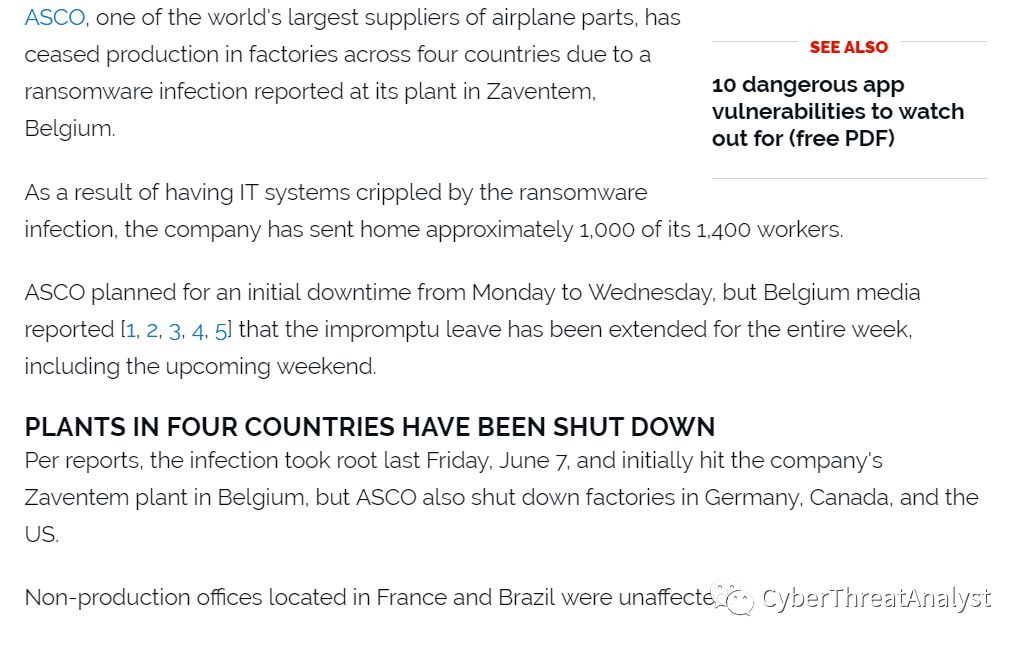 ASCO, one of the world's largest suppliers of airplane parts, has
ceased production in factories across four countries due to a
ransomware infection reported at its plant in Zaventem,
Belgium.
SEE ALSO
10 dangerous app
vulnerabilities to watch
out for (free PDF)
As a result of having IT systems crippled by the ransomware
infection, the company has sent home approximately 1,000 of its 1,400 workers.
ASCO planned for an initial downtime from Monday to Wednesday, but Belgium media
reported [1, 2, 3, 4, 5] that the impromptu leave has been extended for the entire week,
including the upcoming weekend.
PLANTS IN FOUR COUNTRIES HAVE BEEN SHUT DOWN
Per reports, the infection took root last Friday, June 7, and initially hit the company's
Zaventem plant in Belgium, but ASCO also shut down factories in Germany, Canada, and the
US.
Non-production offices located in France and Brazil were unaffecte
CyberThreatAnalyst